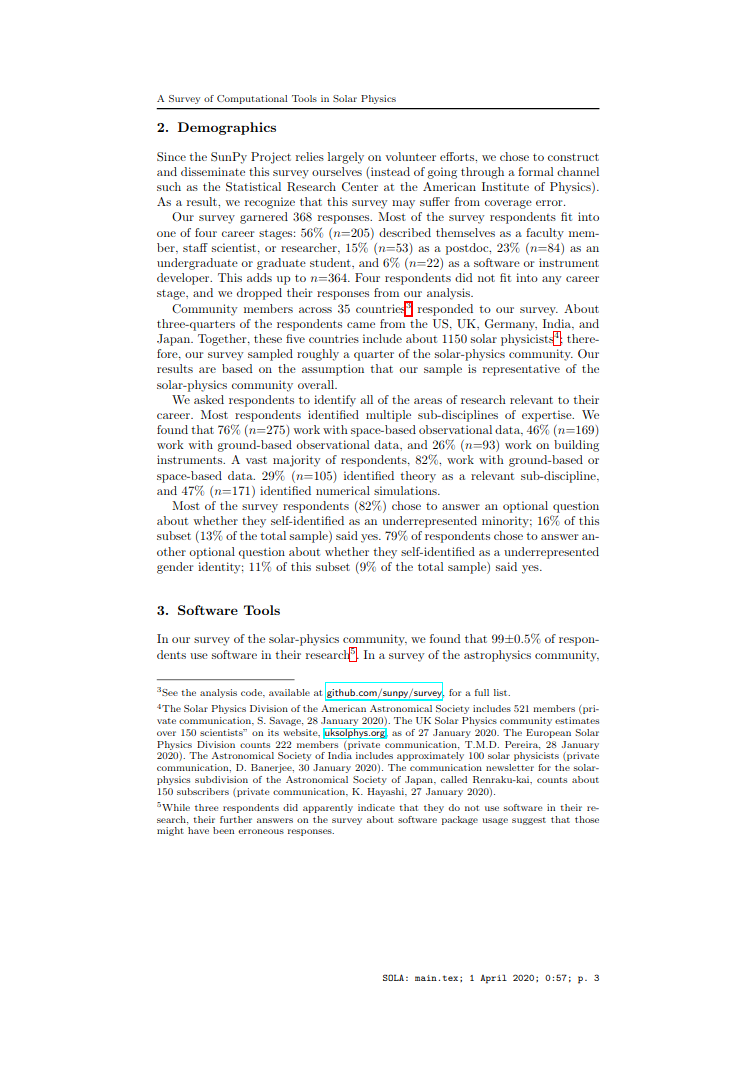 A Survey of Computational Tools in Solar Physics
2. Demographics
Since the SunPy Project relies largely on volunteer efforts, we chose to construct
and disseminate this survey ourselves (instead of going through a formal channel
such as the Statistical Research Center at the American Institute of Physics).
As a result, we recognize that this survey may suffer from coverage error.
Our survey garnered 368 responses. Most of the survey respondents fit into
one of four career stages: 56% (n=205) described themselves as a faculty mem-
ber, staff scientist, or researcher, 15% (n=53) as a postdoc, 23% (n=84) as an
undergraduate or graduate student, and 6% (n=22) as a software or instrument
developer. This adds up to n=364. Four respondents did not fit into any career
stage, and we dropped their responses from our analysis.
Community members across 35 countries3 responded to our survey. About
three-quarters of the respondents came from the US, UK, Germany, India, and
Japan. Together, these five countries include about 1150 solar physicists4; there-
fore, our survey sampled roughly a quarter of the solar-physics community. Our
results are based on the assumption that our sample is representative of the
solar-physics community overall.
We asked respondents to identify all of the areas of research relevant to their
career. Most respondents identified multiple sub-disciplines of expertise. We
found that 76% (n=275) work with space-based observational data, 46% (n=169)
work with ground-based observational data, and 26% (n=93) work on building
instruments. A vast majority of respondents, 82%, work with ground-based or
space-based data. 29% (n=105) identified theory as a relevant sub-discipline,
and 47% (n=171) identified numerical simulations.
Most of the survey respondents (82%) chose to answer an optional question
about whether they self-identified as an underrepresented minority; 16% of this
subset (13% of the total sample) said yes. 79% of respondents chose to answer an-
other optional question about whether they self-identified as a underrepresented
gender identity; 11% of this subset (9% of the total sample) said yes.
3. Software Tools
In our survey of the solar-physics community, we found that 99±0.5% of respon-
dents use software in their research5. In a survey of the astrophysics community,
3See the analysis code, available at github.com/sunpy/survey, for a full list.
4The Solar Physics Division of the American Astronomical Society includes 521 members (pri-
vate communication, S. Savage, 28 January 2020). The UK Solar Physics community estimates
over 150 scientists” on its website, uksolphys.org, as of 27 January 2020. The European Solar
Physics Division counts 222 members (private communication, T.M.D. Pereira, 28 January
2020). The Astronomical Society of India includes approximately 100 solar physicists (private
communication, D. Banerjee, 30 January 2020). The communication newsletter for the solar-
physics subdivision of the Astronomical Society of Japan, called Renraku-kai, counts about
150 subscribers (private communication, K. Hayashi, 27 January 2020).
5While three respondents did apparently indicate that they do not use software in their re-
search, their further answers on the survey about software package usage suggest that those
might have been erroneous responses.
SOLA: main.tex; 1 April 2020; 0:57; p. 3